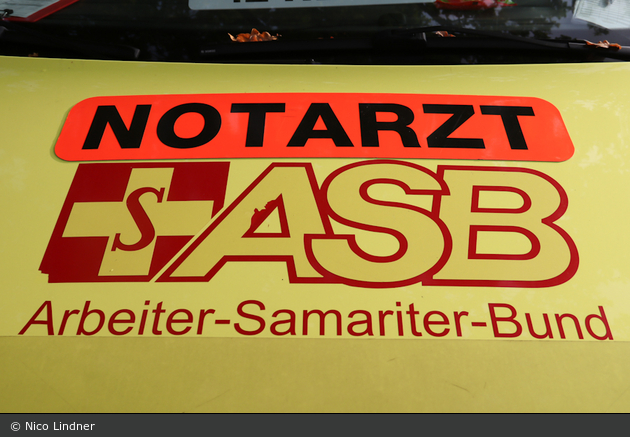 NOTARZT
S ASB
Arbeiter-Samariter-Bund
© Nico Lindner